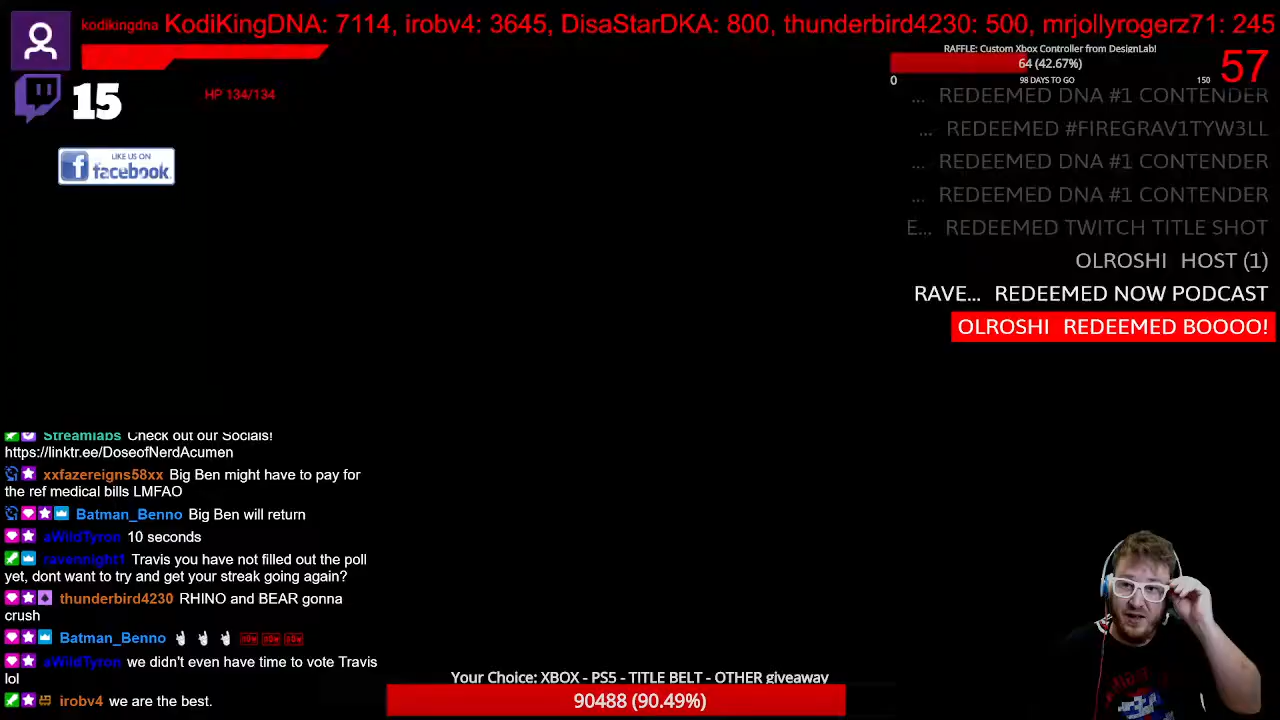 kodikingdna KodiKingDNA: 7114, irobv4: 3645, DisaStarDKA: 800, thunderbird4230: 500, mrjollyrogerz71: 245
RAFFLE: Custom Xbox Controller from DesignLab!
64 (42.67%)
57
0
98 DAYS TO GO
150
15
HP 134/134
LIKE US ON
facebook.
... REDEEMED DNA #1 CONTENDER
... REDEEMED #FIREGRAV1TYW3LL
... REDEEMED DNA #1 CONTENDER
... REDEEMED DNA #1 CONTENDER
E... REDEEMED TWITCH TITLE SHOT
OLROSHI HOST (1)
RAVE... REDEEMED NOW PODCAST
OLROSHI REDEEMED BOOOO!
Streamlabs Check out our Socials!
https://linktr.ee/DoseofNerdAcumen
xxfazereigns58xx Big Ben might have to pay for
the ref medical bills LMFAO
Batman_Benno Big Ben will return
aWildTyron 10 seconds
ravennight1 Travis you have not filled out the poll
yet, dont want to try and get your streak going again?
thunderbird4230 RHINO and BEAR gonna
crush
Batman_Benno
aWildTyron we didn't even have time to vote Travis
lol
irobv4 we are the best.
Your Choice: XBOX - PS5 - TITLE BELT - OTHER giveaway
90488 (90.49%)